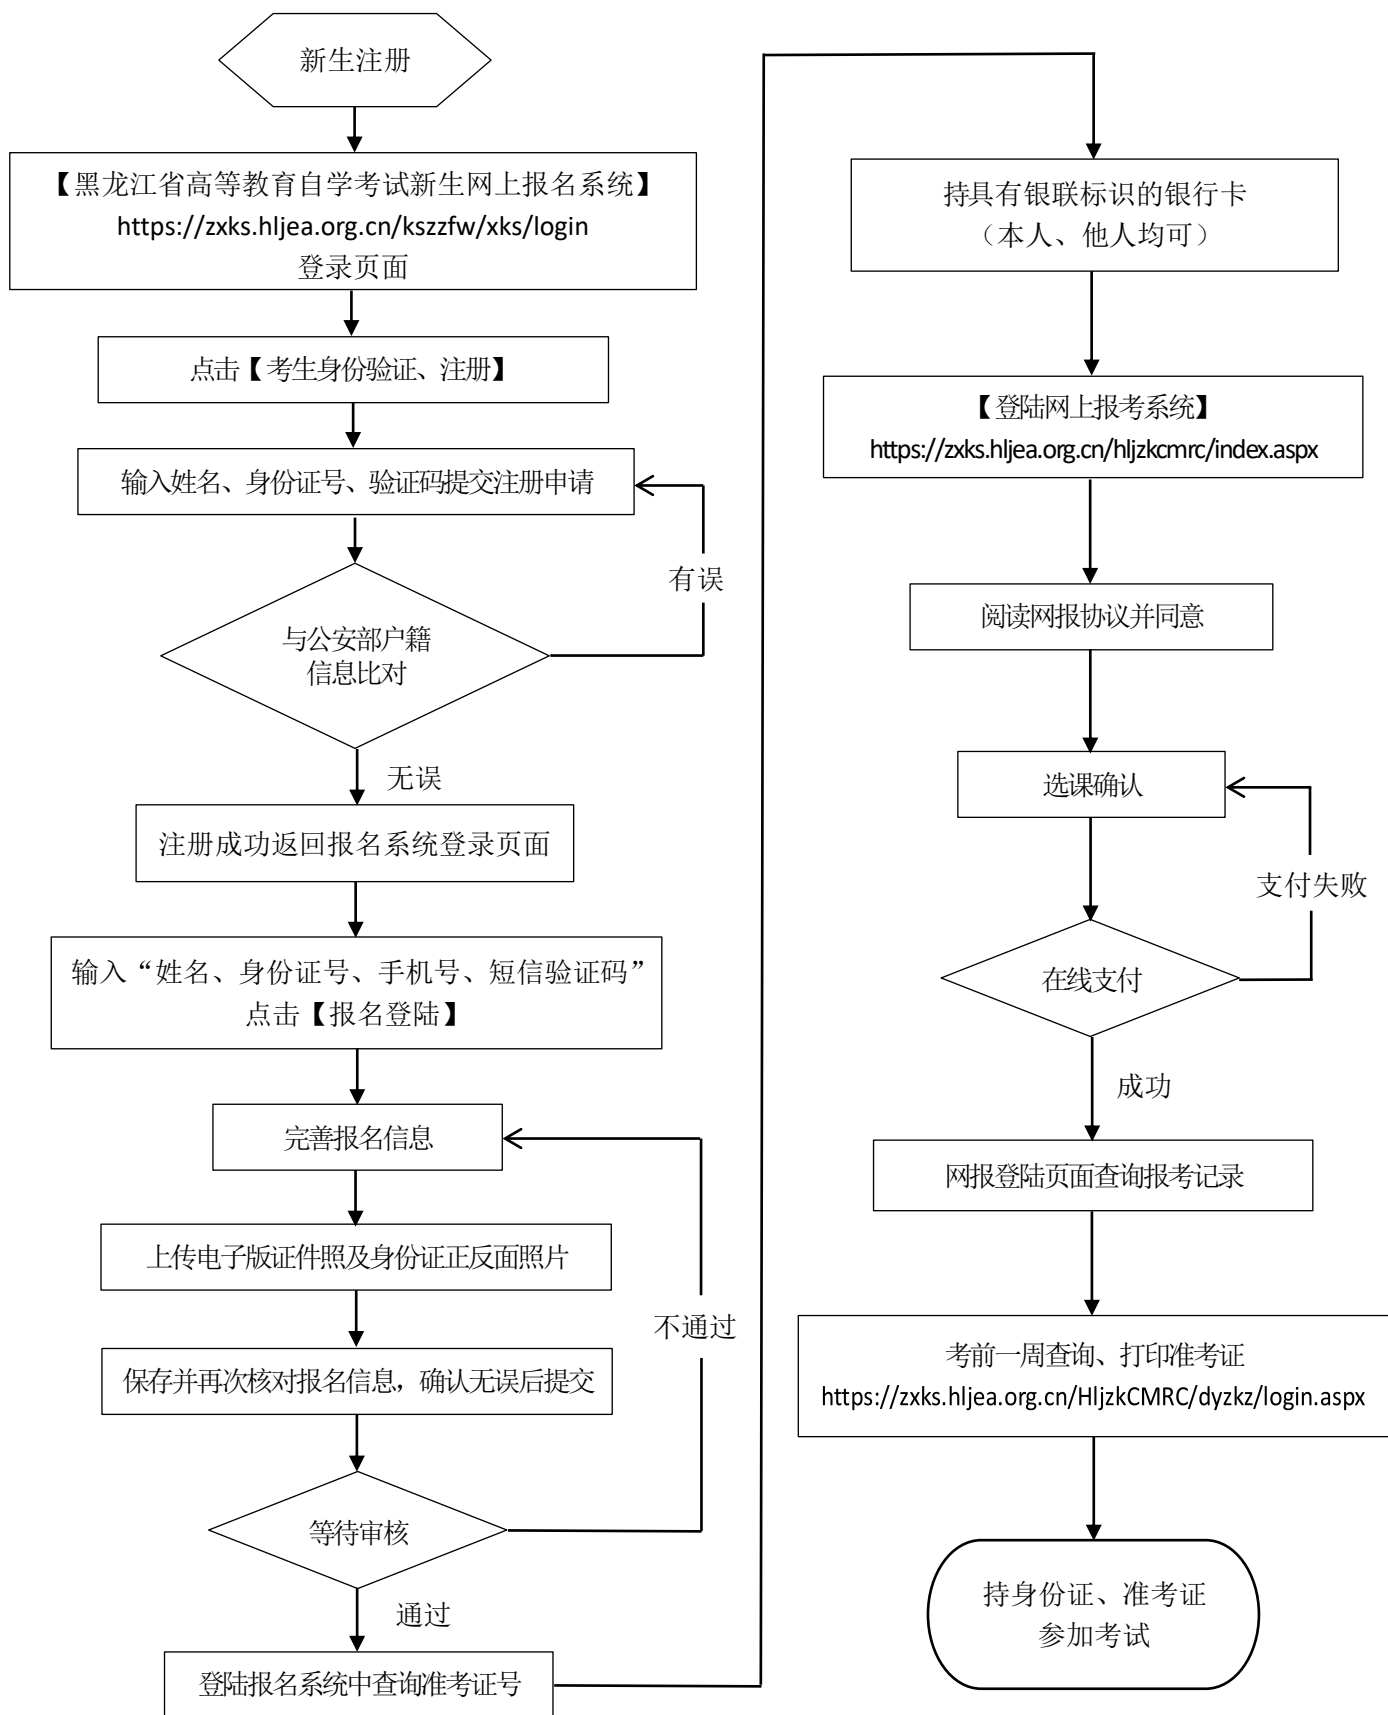 新生注册
【黑龙江省高等教育自学考试新生网上报名系统】
https://zxks.hljea.org.cn/kszzfw/xks/login
登录页面
点击【考生身份验证、注册】
输入姓名、身份证号、验证码提交注册申请
有误
与公安部户籍
信息比对
无误
注册成功返回报名系统登录页面
输入“姓名、身份证号、手机号、短信验证码”
点击【报名登陆】
完善报名信息
上传电子版证件照及身份证正反面照片
不通过
保存并再次核对报名信息，确认无误后提交
等待审核
通过
登陆报名系统中查询准考证号
持具有银联标识的银行卡
（本人、他人均可）
【登陆网上报考系统】
https://zxks.hljea.org.cn/hljzkcmrc/index.aspx
阅读网报协议并同意
选课确认
支付失败
在线支付
成功
网报登陆页面查询报考记录
考前一周查询、打印准考证
https://zxks.hljea.org.cn/HljzkCMRC/dyzkz/login.aspx
持身份证、准考证
参加考试